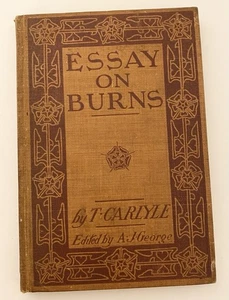 ESSAY
ON
BURNS
by T. CARLYLE
Edited by A. J. George